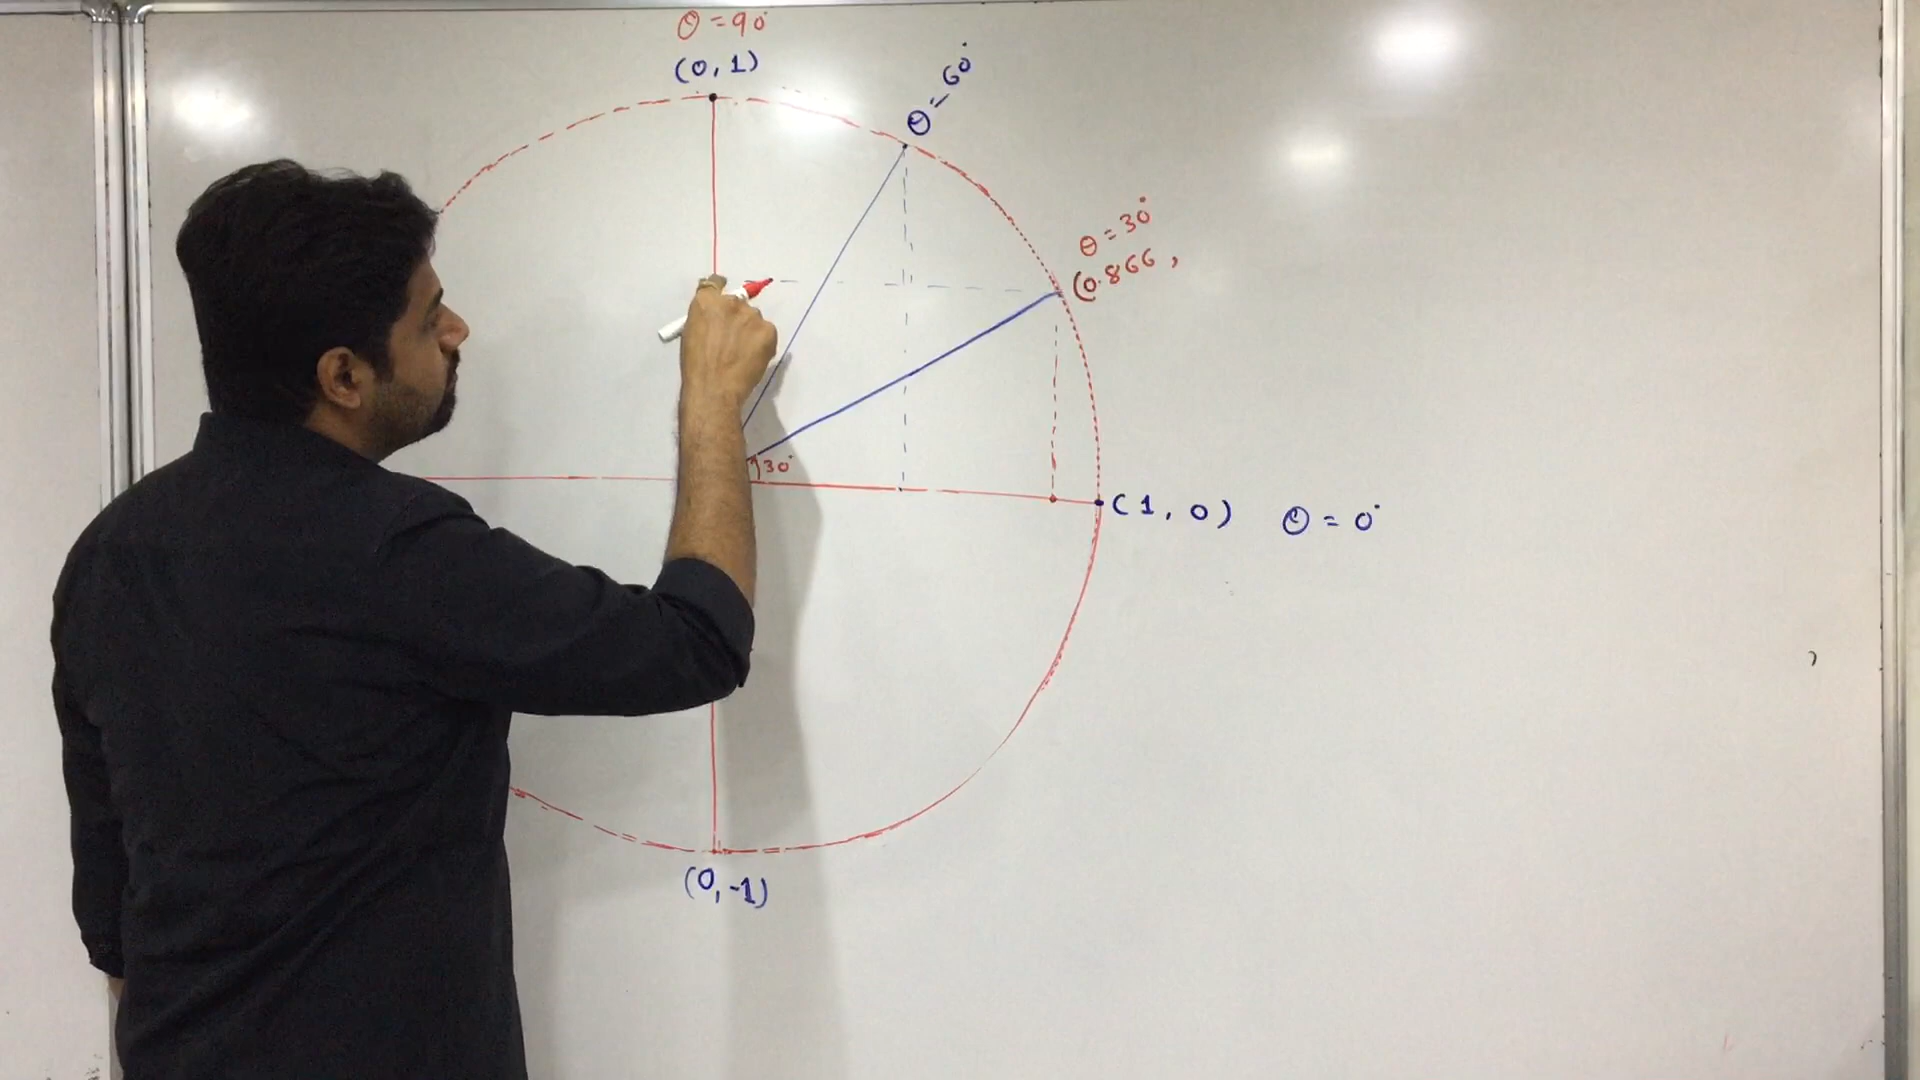 θ = 90°
(0, 1)
θ = 60°
θ = 30°
(0.866,
30°
(1, 0) θ = 0°
(0, -1)